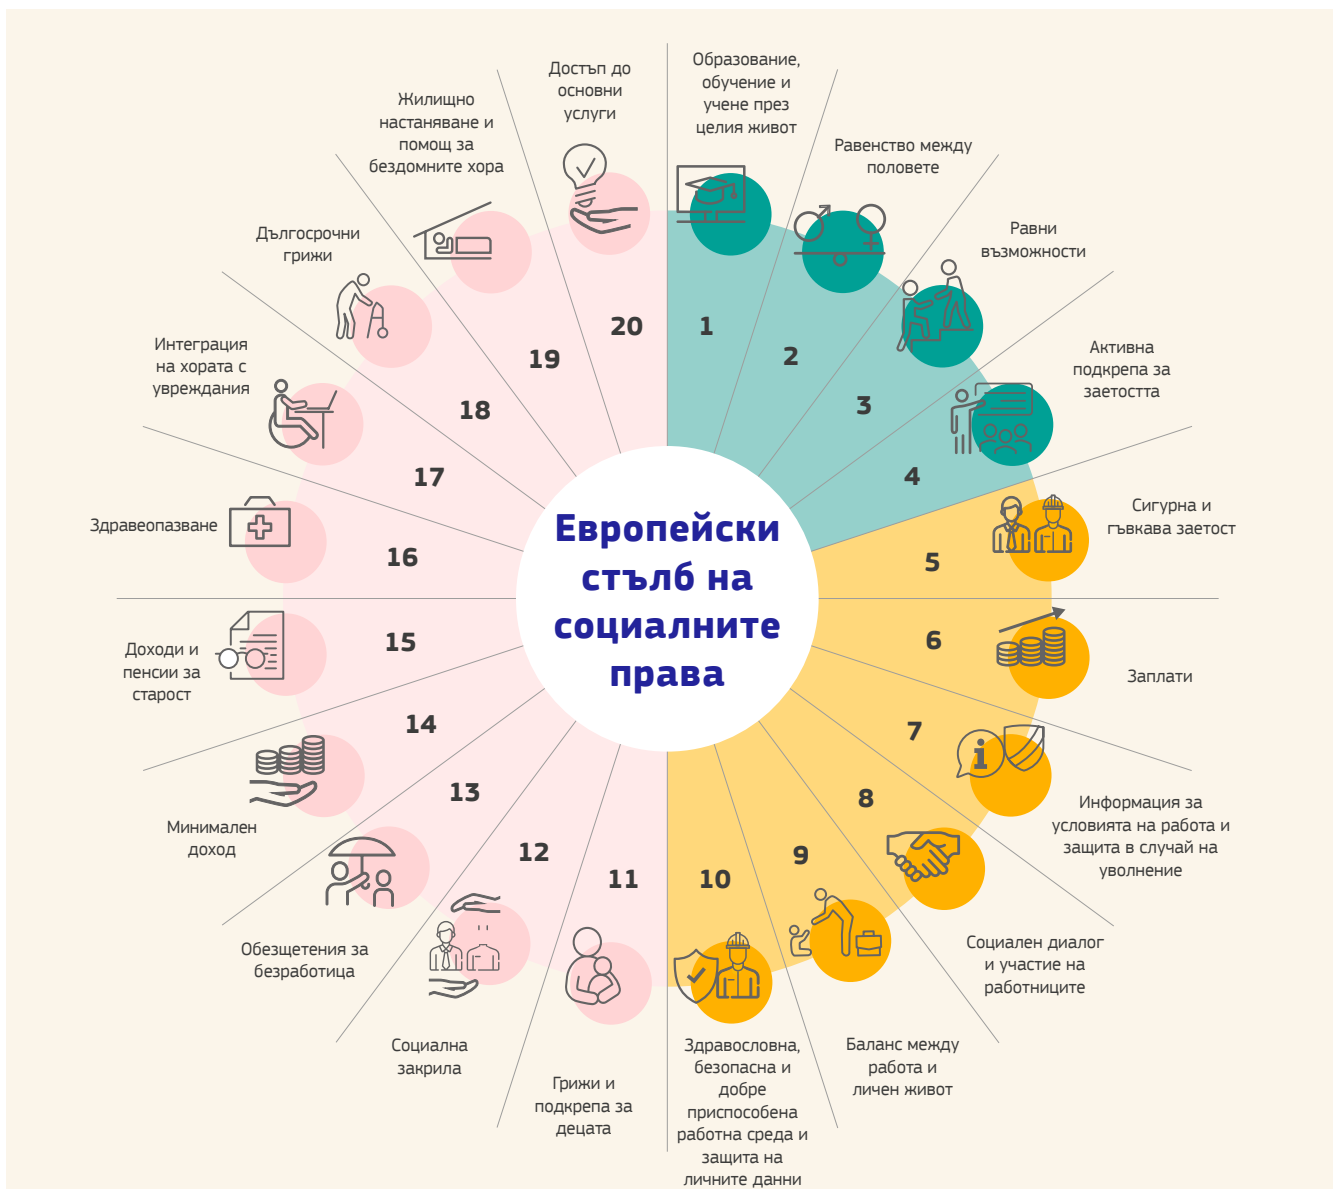 Европейски
стълб на
социалните
права
1
Образование,
обучение и
учене през
целия живот
2
Равенство между
половете
3
Равни
възможности
4
Активна
подкрепа за
заетостта
5
Сигурна и
гъвкава заетост
6
Заплати
7
Информация за
условията на работа и
защита в случай на
уволнение
8
Социален диалог
и участие на
работниците
9
Баланс между
работа и
личен живот
10
Здравословна,
безопасна и
добре
приспособена
работна среда и
защита на
личните данни
11
Грижи и
подкрепа за
децата
12
Социална
закрила
13
Обезщетения за
безработица
14
Минимален
доход
15
Доходи и
пенсии за
старост
16
Здравеопазване
17
Интеграция
на хората с
увреждания
18
Дългосрочни
грижи
19
Жилищно
настаняване и
помощ за
бездомните хора
20
Достъп до
основни
услуги
i